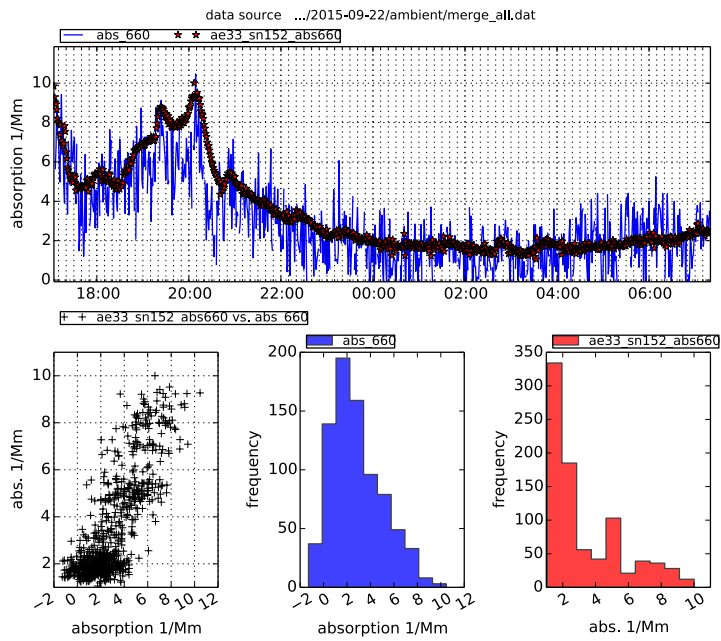 data source .../2015-09-22/ambient/merge_all.dat
abs_660 ae33_sn152_abs660
absorption 1/Mm
10
8
6
4
2
0
18:00 20:00 22:00 00:00 02:00 04:00 06:00
ae33_sn152_abs660 vs. abs_660
abs. 1/Mm
10
8
6
4
2
−2 0 2 4 6 8 10 12
absorption 1/Mm
abs_660
frequency
200
150
100
50
0
−2 0 2 4 6 8 10 12
absorption 1/Mm
ae33_sn152_abs660
frequency
350
300
250
200
150
100
50
0
2 4 6 8 10
abs. 1/Mm